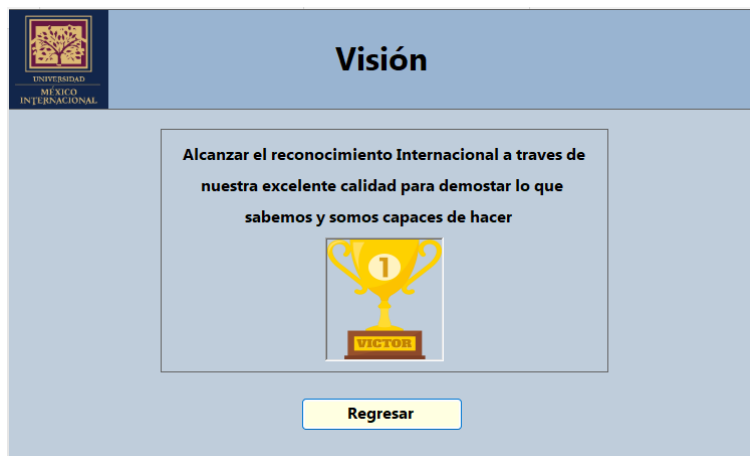 UNIVERSIDAD
MÉXICO
INTERNACIONAL
Visión
Alcanzar el reconocimiento Internacional a traves de
nuestra excelente calidad para demostar lo que
sabemos y somos capaces de hacer
1
VICTOR
Regresar